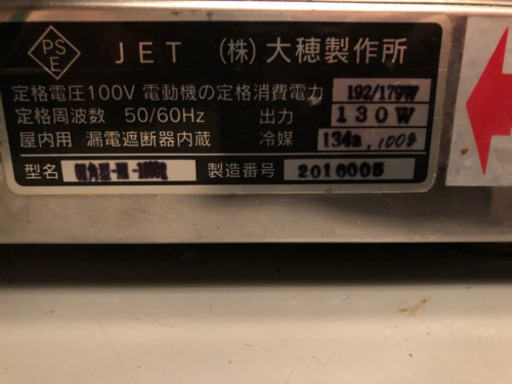 PS
E
JET (株)大穂製作所
定格電圧100V 電動機の定格消費電力 192/179W
定格周波数 50/60Hz 出力 130W
屋内用 漏電遮断器内蔵 冷媒 134a, 100g
型名 製造番号 2016005